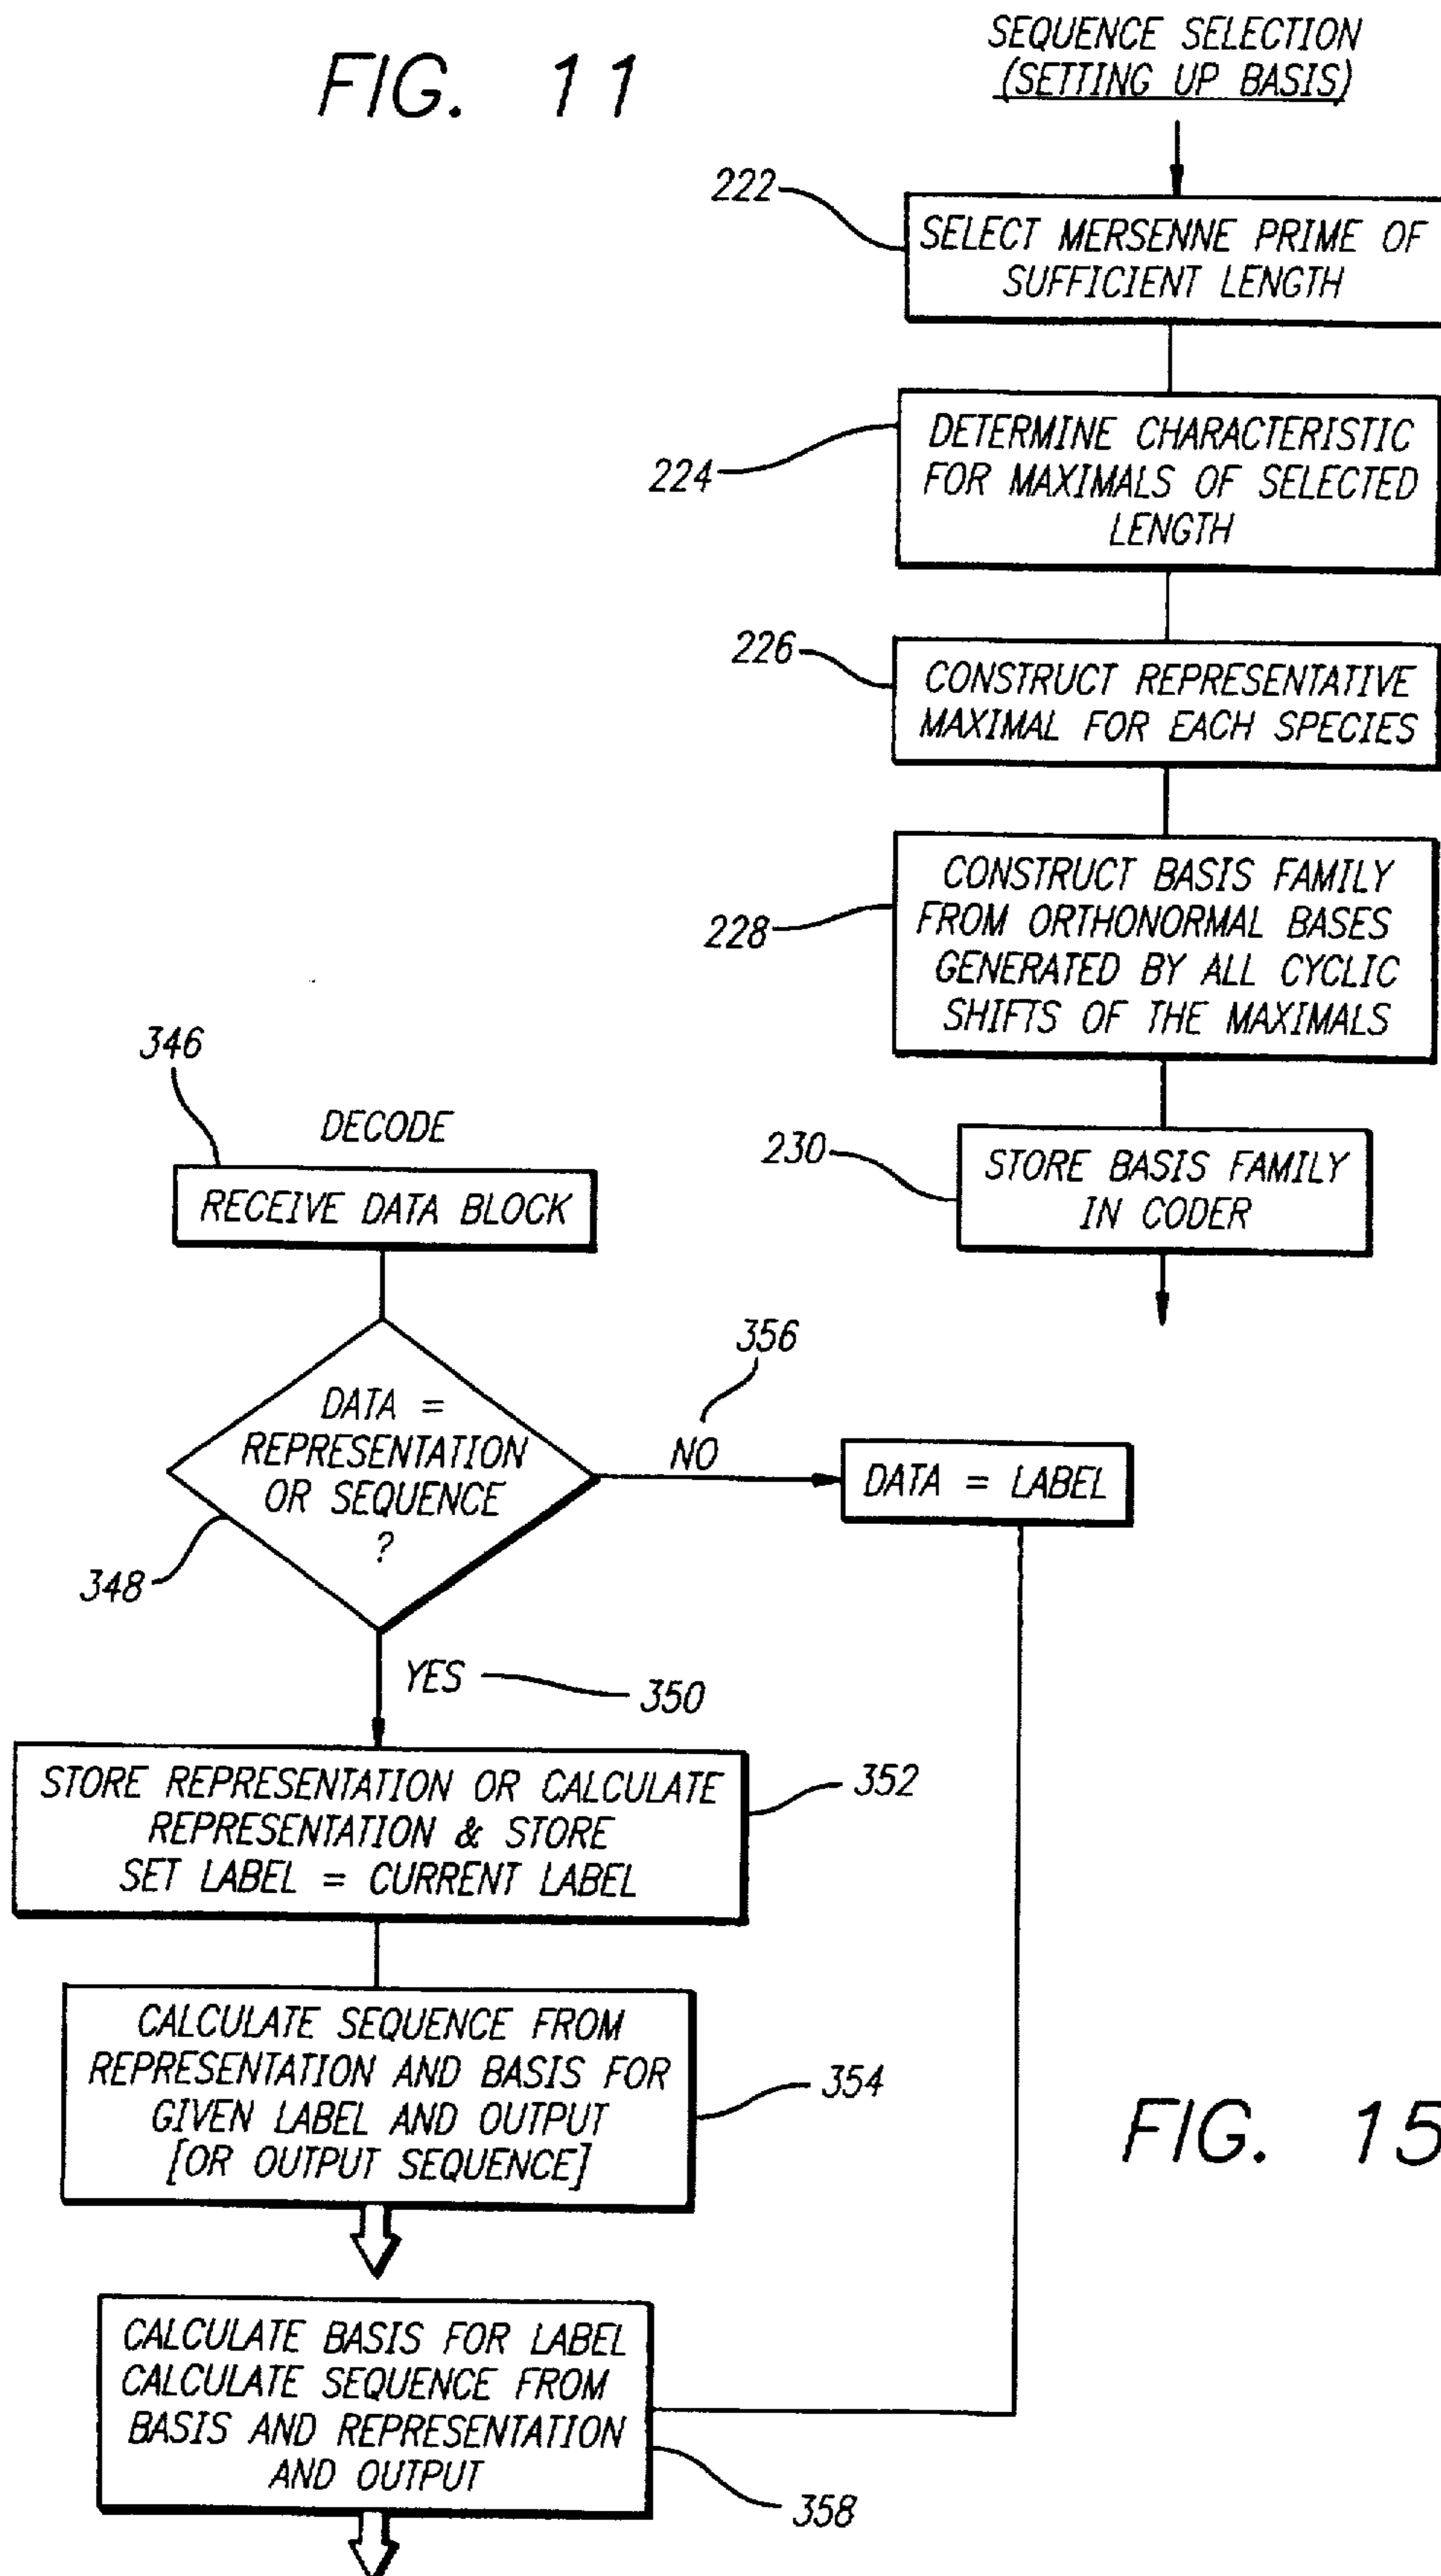 FIG. 11
SEQUENCE SELECTION
(SETTING UP BASIS)
222
SELECT MERSENNE PRIME OF
SUFFICIENT LENGTH
224
DETERMINE CHARACTERISTIC
FOR MAXIMALS OF SELECTED
LENGTH
226
CONSTRUCT REPRESENTATIVE
MAXIMAL FOR EACH SPECIES
228
CONSTRUCT BASIS FAMILY
FROM ORTHONORMAL BASES
GENERATED BY ALL CYCLIC
SHIFTS OF THE MAXIMALS
230
STORE BASIS FAMILY
IN CODER
346
DECODE
RECEIVE DATA BLOCK
DATA =
REPRESENTATION
OR SEQUENCE
?
348
356
NO
DATA = LABEL
YES
350
STORE REPRESENTATION OR CALCULATE
REPRESENTATION & STORE
SET LABEL = CURRENT LABEL
352
CALCULATE SEQUENCE FROM
REPRESENTATION AND BASIS FOR
GIVEN LABEL AND OUTPUT
[OR OUTPUT SEQUENCE]
354
FIG. 15
CALCULATE BASIS FOR LABEL
CALCULATE SEQUENCE FROM
BASIS AND REPRESENTATION
AND OUTPUT
358